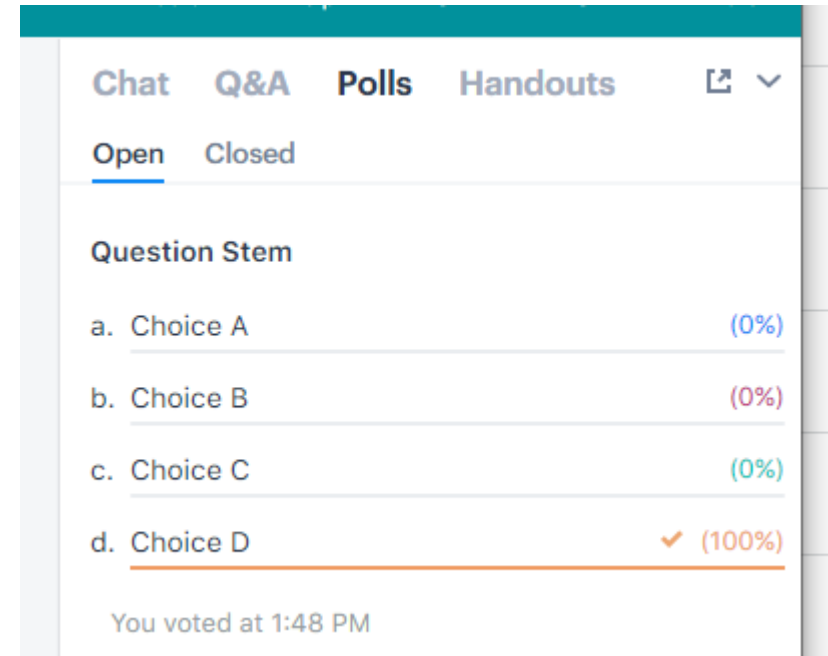 Chat Q&A Polls Handouts
Open Closed
Question Stem
a. Choice A (0%)
b. Choice B (0%)
c. Choice C (0%)
d. Choice D (100%)
You voted at 1:48 PM